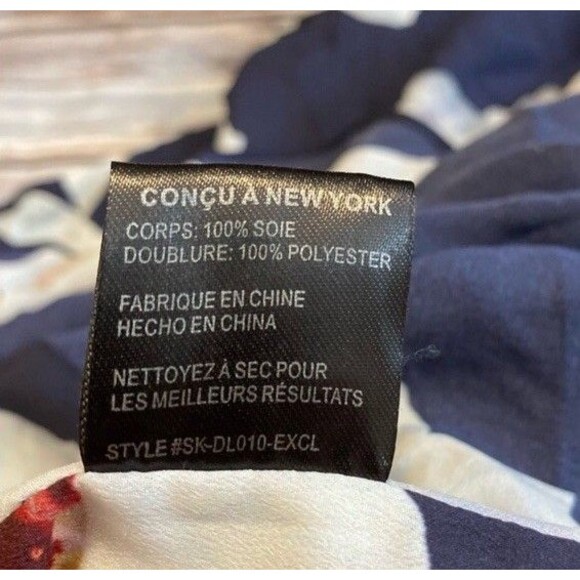 CONÇU À NEW YORK
CORPS: 100% SOIE
DOUBLURE: 100% POLYESTER
FABRIQUE EN CHINE
HECHO EN CHINA
NETTOYEZ À SEC POUR
LES MEILLEURS RÉSULTATS
STYLE #SK-DL010-EXCL